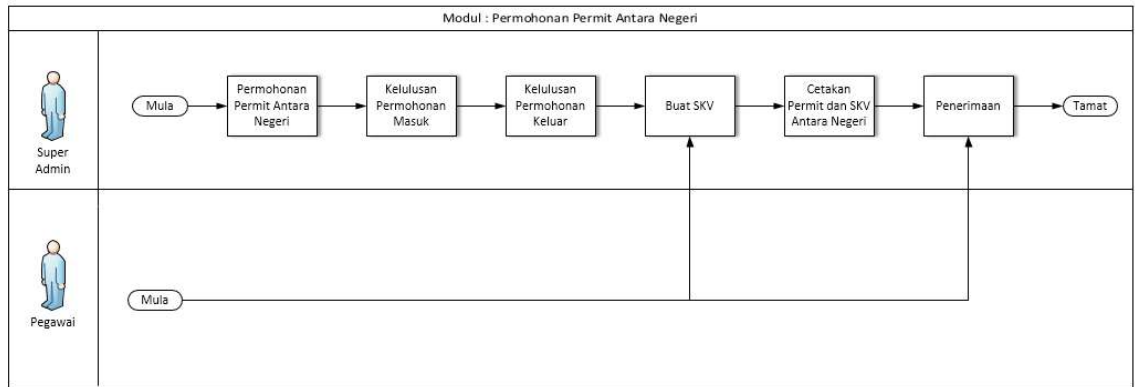 Modul : Permohonan Permit Antara Negeri
Mula
Permohonan
Permit Antara
Negeri
Kelulusan
Permohonan
Masuk
Kelulusan
Permohonan
Keluar
Buat SKV
Cetakan
Permit dan SKV
Antara Negeri
Penerimaan
Tamat
Super
Admin
Mula
Pegawai